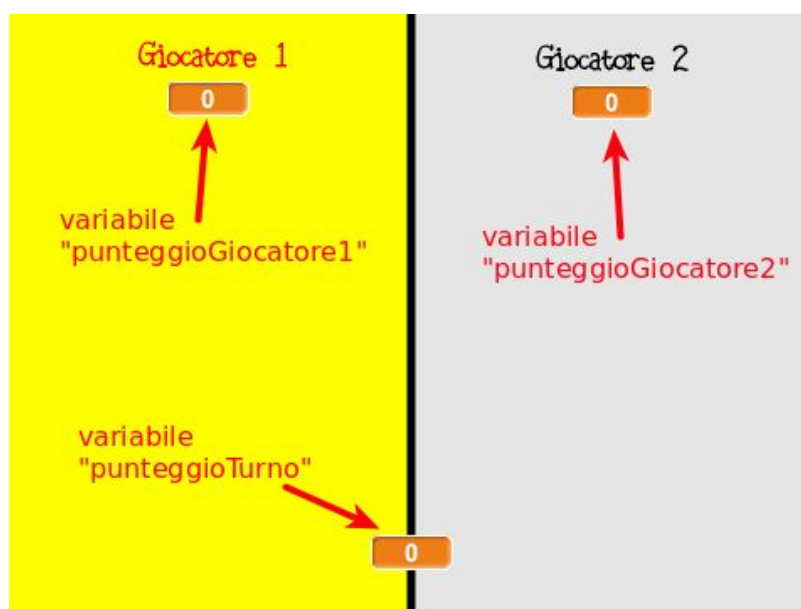 Giocatore 1
0
variabile
"punteggioGiocatore1"
Giocatore 2
0
variabile
"punteggioGiocatore2"
variabile
"punteggioTurno"
0